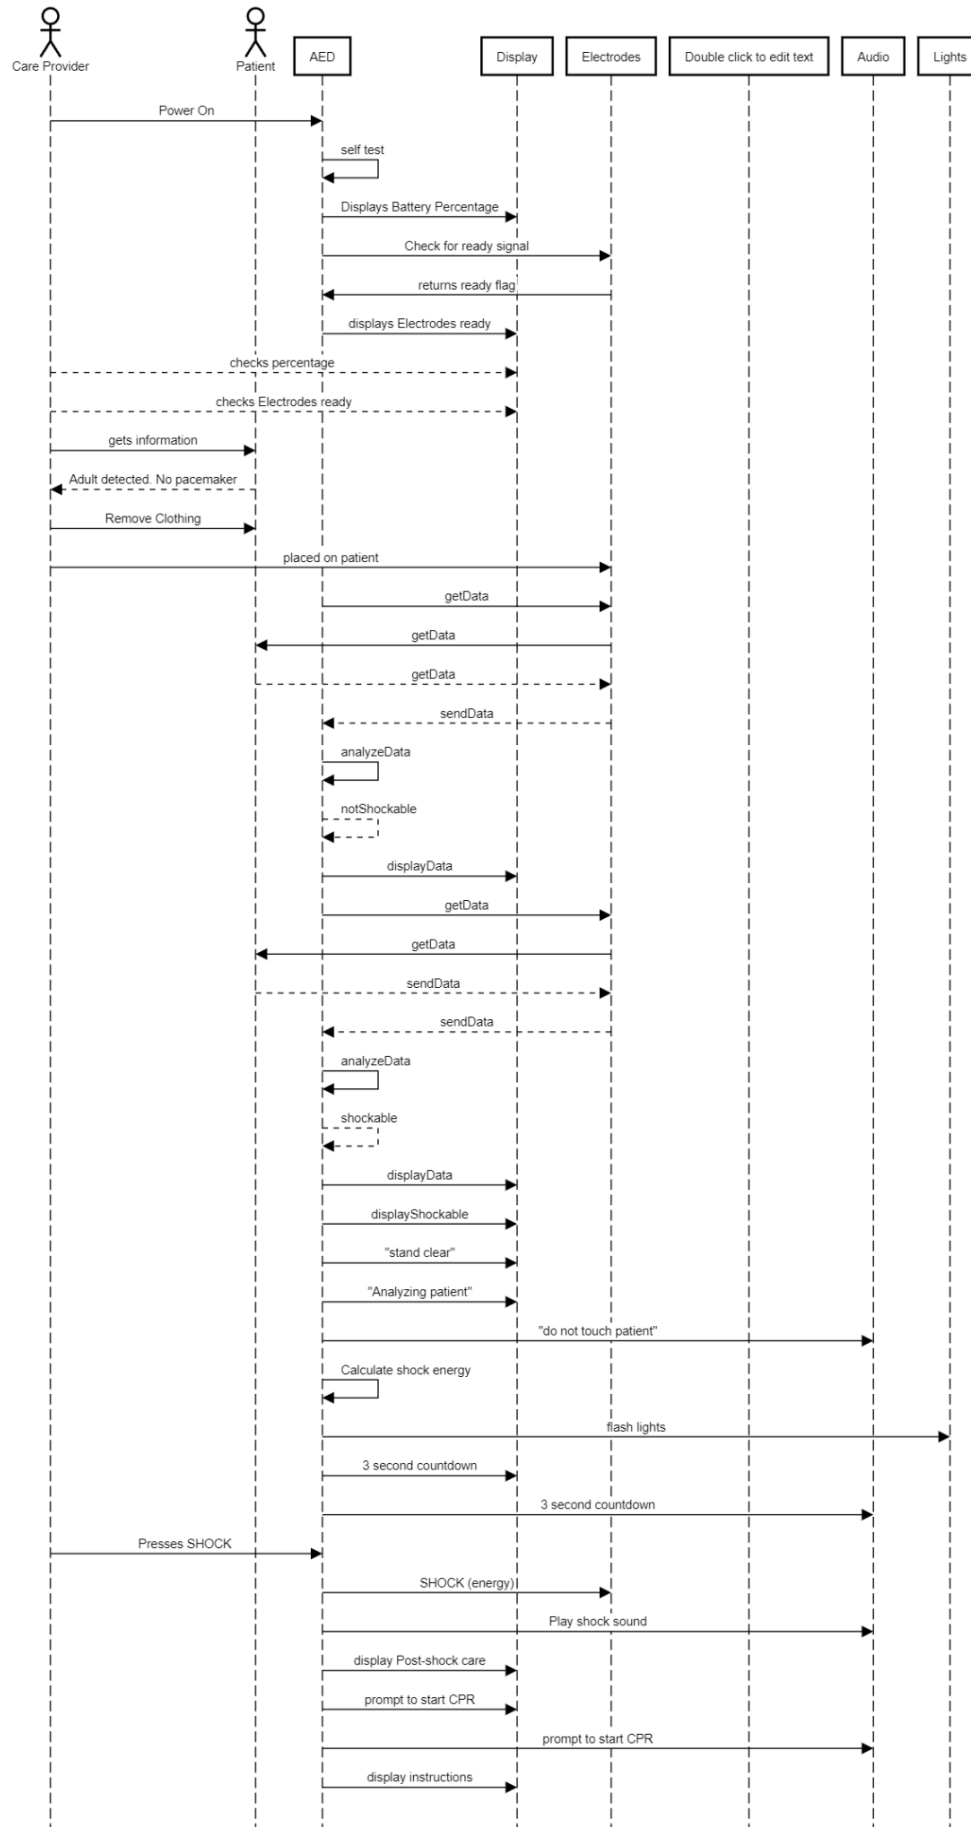 Care Provider
Patient
AED
Display
Electrodes
Double click to edit text
Audio
Lights
Power On
self test
Displays Battery Percentage
Check for ready signal
returns ready flag
displays Electrodes ready
checks percentage
checks Electrodes ready
gets information
Adult detected. No pacemaker
Remove Clothing
placed on patient
getData
getData
getData
sendData
analyzeData
notShockable
displayData
getData
getData
sendData
sendData
analyzeData
shockable
displayData
displayShockable
"stand clear"
"Analyzing patient"
"do not touch patient"
Calculate shock energy
flash lights
3 second countdown
3 second countdown
Presses SHOCK
SHOCK (energy)
Play shock sound
display Post-shock care
prompt to start CPR
prompt to start CPR
display instructions